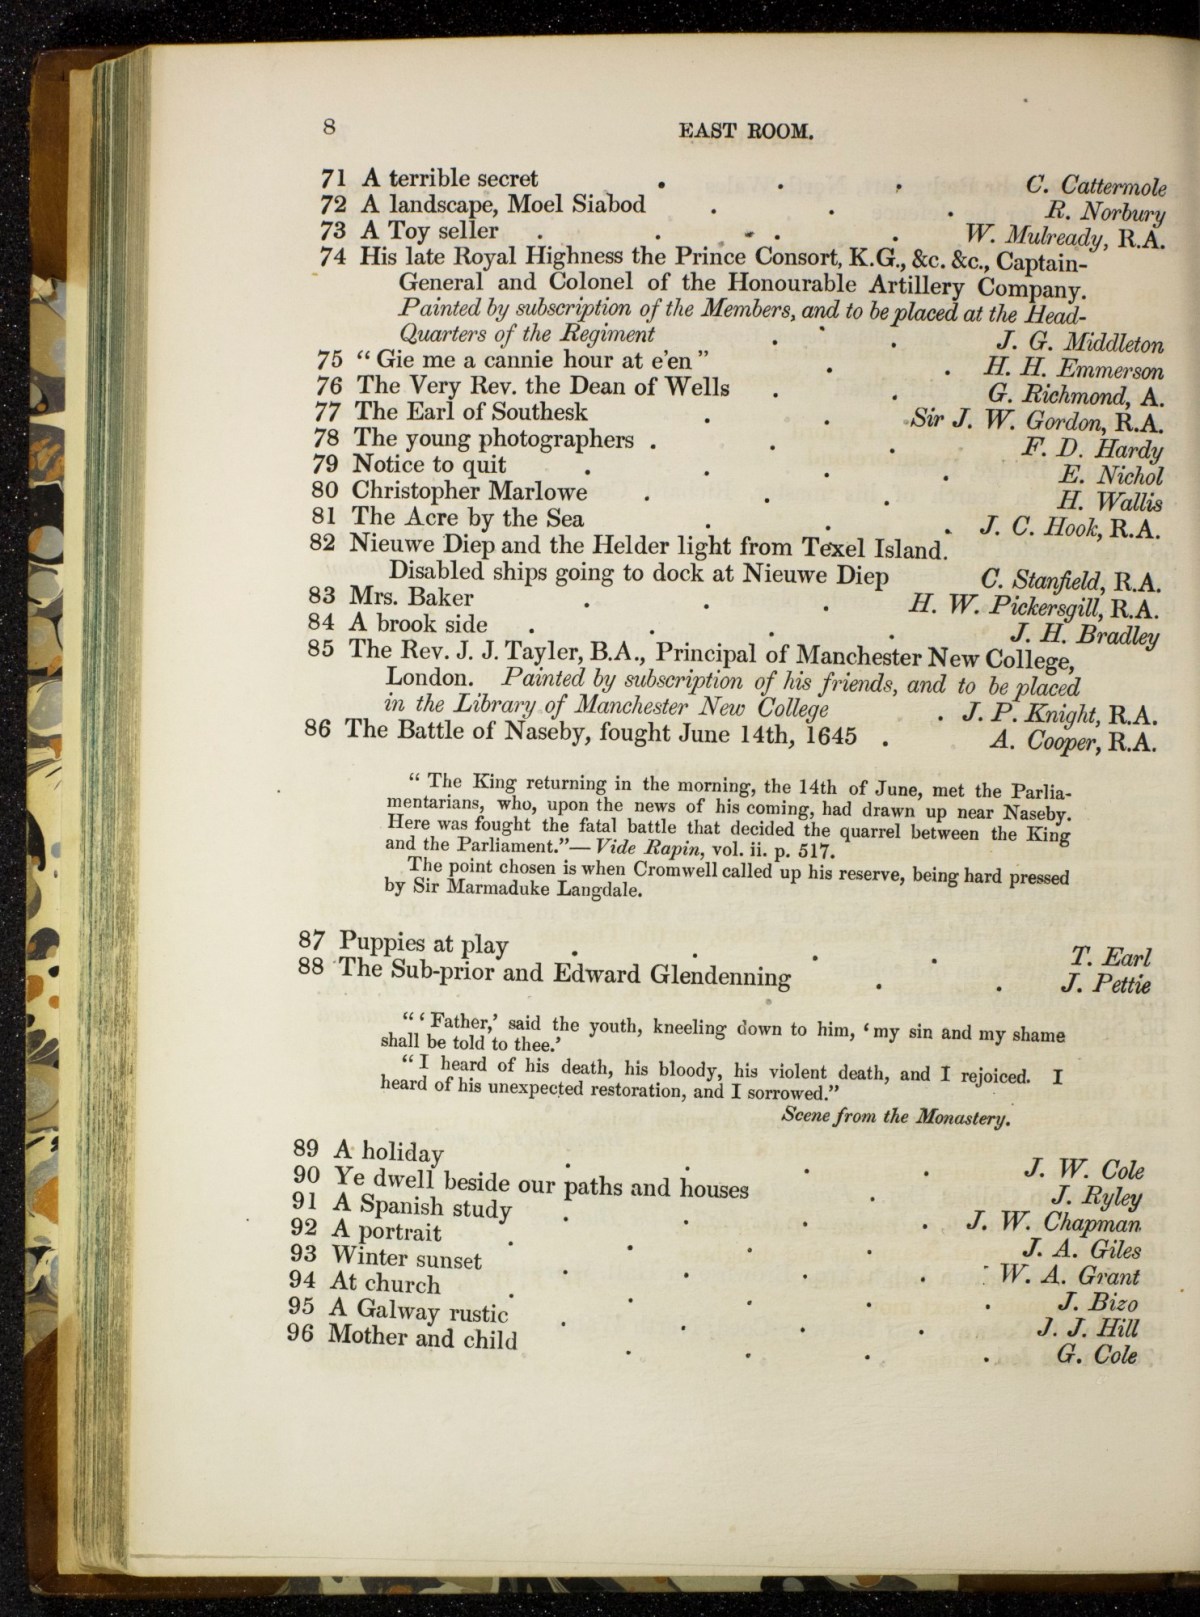 8 EAST ROOM.
71 A terrible secret . . . C. Cattermole
72 A landscape, Moel Siabod . . . R. Norbury
73 A Toy seller . . . . W. Mulready, R.A.
74 His late Royal Highness the Prince Consort, K.G., &c. &c., Captain-
General and Colonel of the Honourable Artillery Company.
Painted by subscription of the Members, and to be placed at the Head-
Quarters of the Regiment . . J. G. Middleton
75 “Gie me a cannie hour at e'en” . . H. H. Emmerson
76 The Very Rev. the Dean of Wells . . G. Richmond, A.
77 The Earl of Southesk . . . Sir J. W. Gordon, R.A.
78 The young photographers . . . F. D. Hardy
79 Notice to quit . . . . E. Nichol
80 Christopher Marlowe . . . H. Wallis
81 The Acre by the Sea . . . J. C. Hook, R.A.
82 Nieuwe Diep and the Helder light from Texel Island.
Disabled ships going to dock at Nieuwe Diep C. Stanfield, R.A.
83 Mrs. Baker . . . H. W. Pickersgill, R.A.
84 A brook side . . . . J. H. Bradley
85 The Rev. J. J. Tayler, B.A., Principal of Manchester New College,
London. Painted by subscription of his friends, and to be placed
in the Library of Manchester New College . J. P. Knight, R.A.
86 The Battle of Naseby, fought June 14th, 1645 . A. Cooper, R.A.
“The King returning in the morning, the 14th of June, met the Parlia-
mentarians, who, upon the news of his coming, had drawn up near Naseby.
Here was fought the fatal battle that decided the quarrel between the King
and the Parliament.”—Vide Rapin, vol. ii. p. 517.
The point chosen is when Cromwell called up his reserve, being hard pressed
by Sir Marmaduke Langdale.
87 Puppies at play . . . . T. Earl
88 The Sub-prior and Edward Glendenning . . J. Pettie
“‘Father,’ said the youth, kneeling down to him, ‘my sin and my shame
shall be told to thee.’
“I heard of his death, his bloody, his violent death, and I rejoiced. I
heard of his unexpected restoration, and I sorrowed.”
Scene from the Monastery.
89 A holiday . . . . J. W. Cole
90 Ye dwell beside our paths and houses . J. Ryley
91 A Spanish study . . . . J. W. Chapman
92 A portrait . . . . J. A. Giles
93 Winter sunset . . . . W. A. Grant
94 At church . . . . . J. Bizo
95 A Galway rustic . . . . J. J. Hill
96 Mother and child . . . . G. Cole